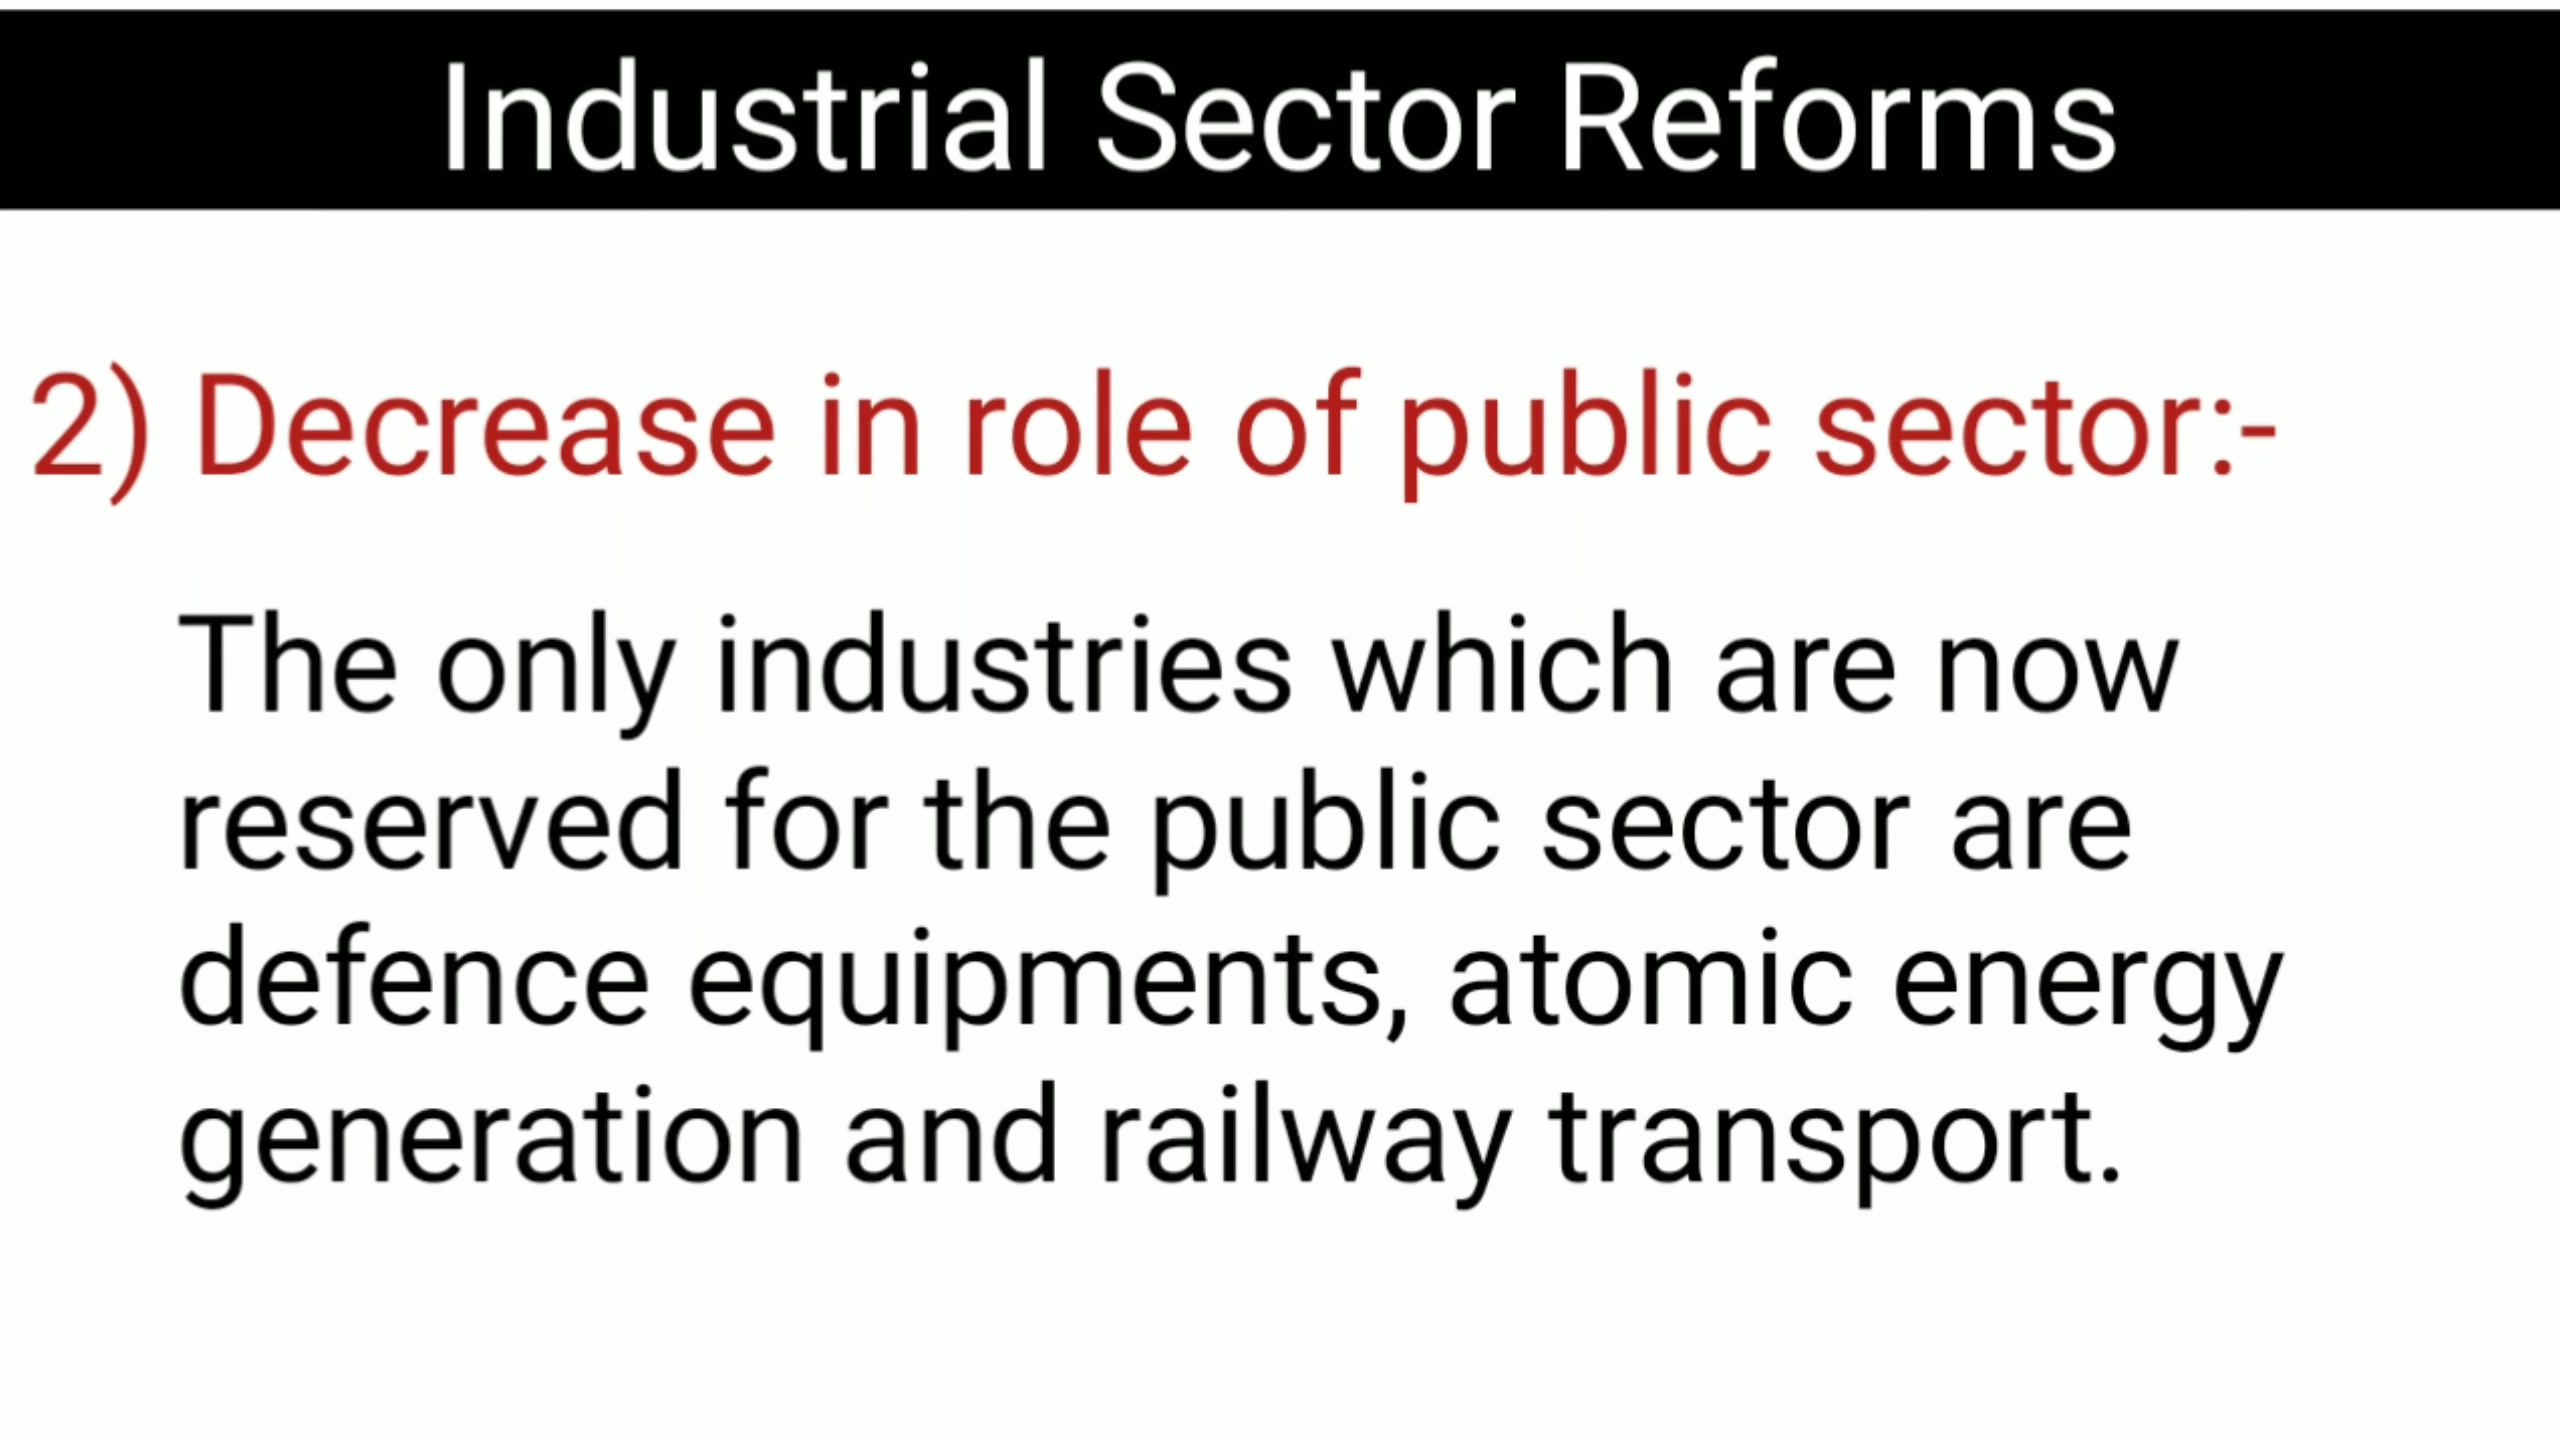 Industrial Sector Reforms
2) Decrease in role of public sector:-
The only industries which are now
reserved for the public sector are
defence equipments, atomic energy
generation and railway transport.